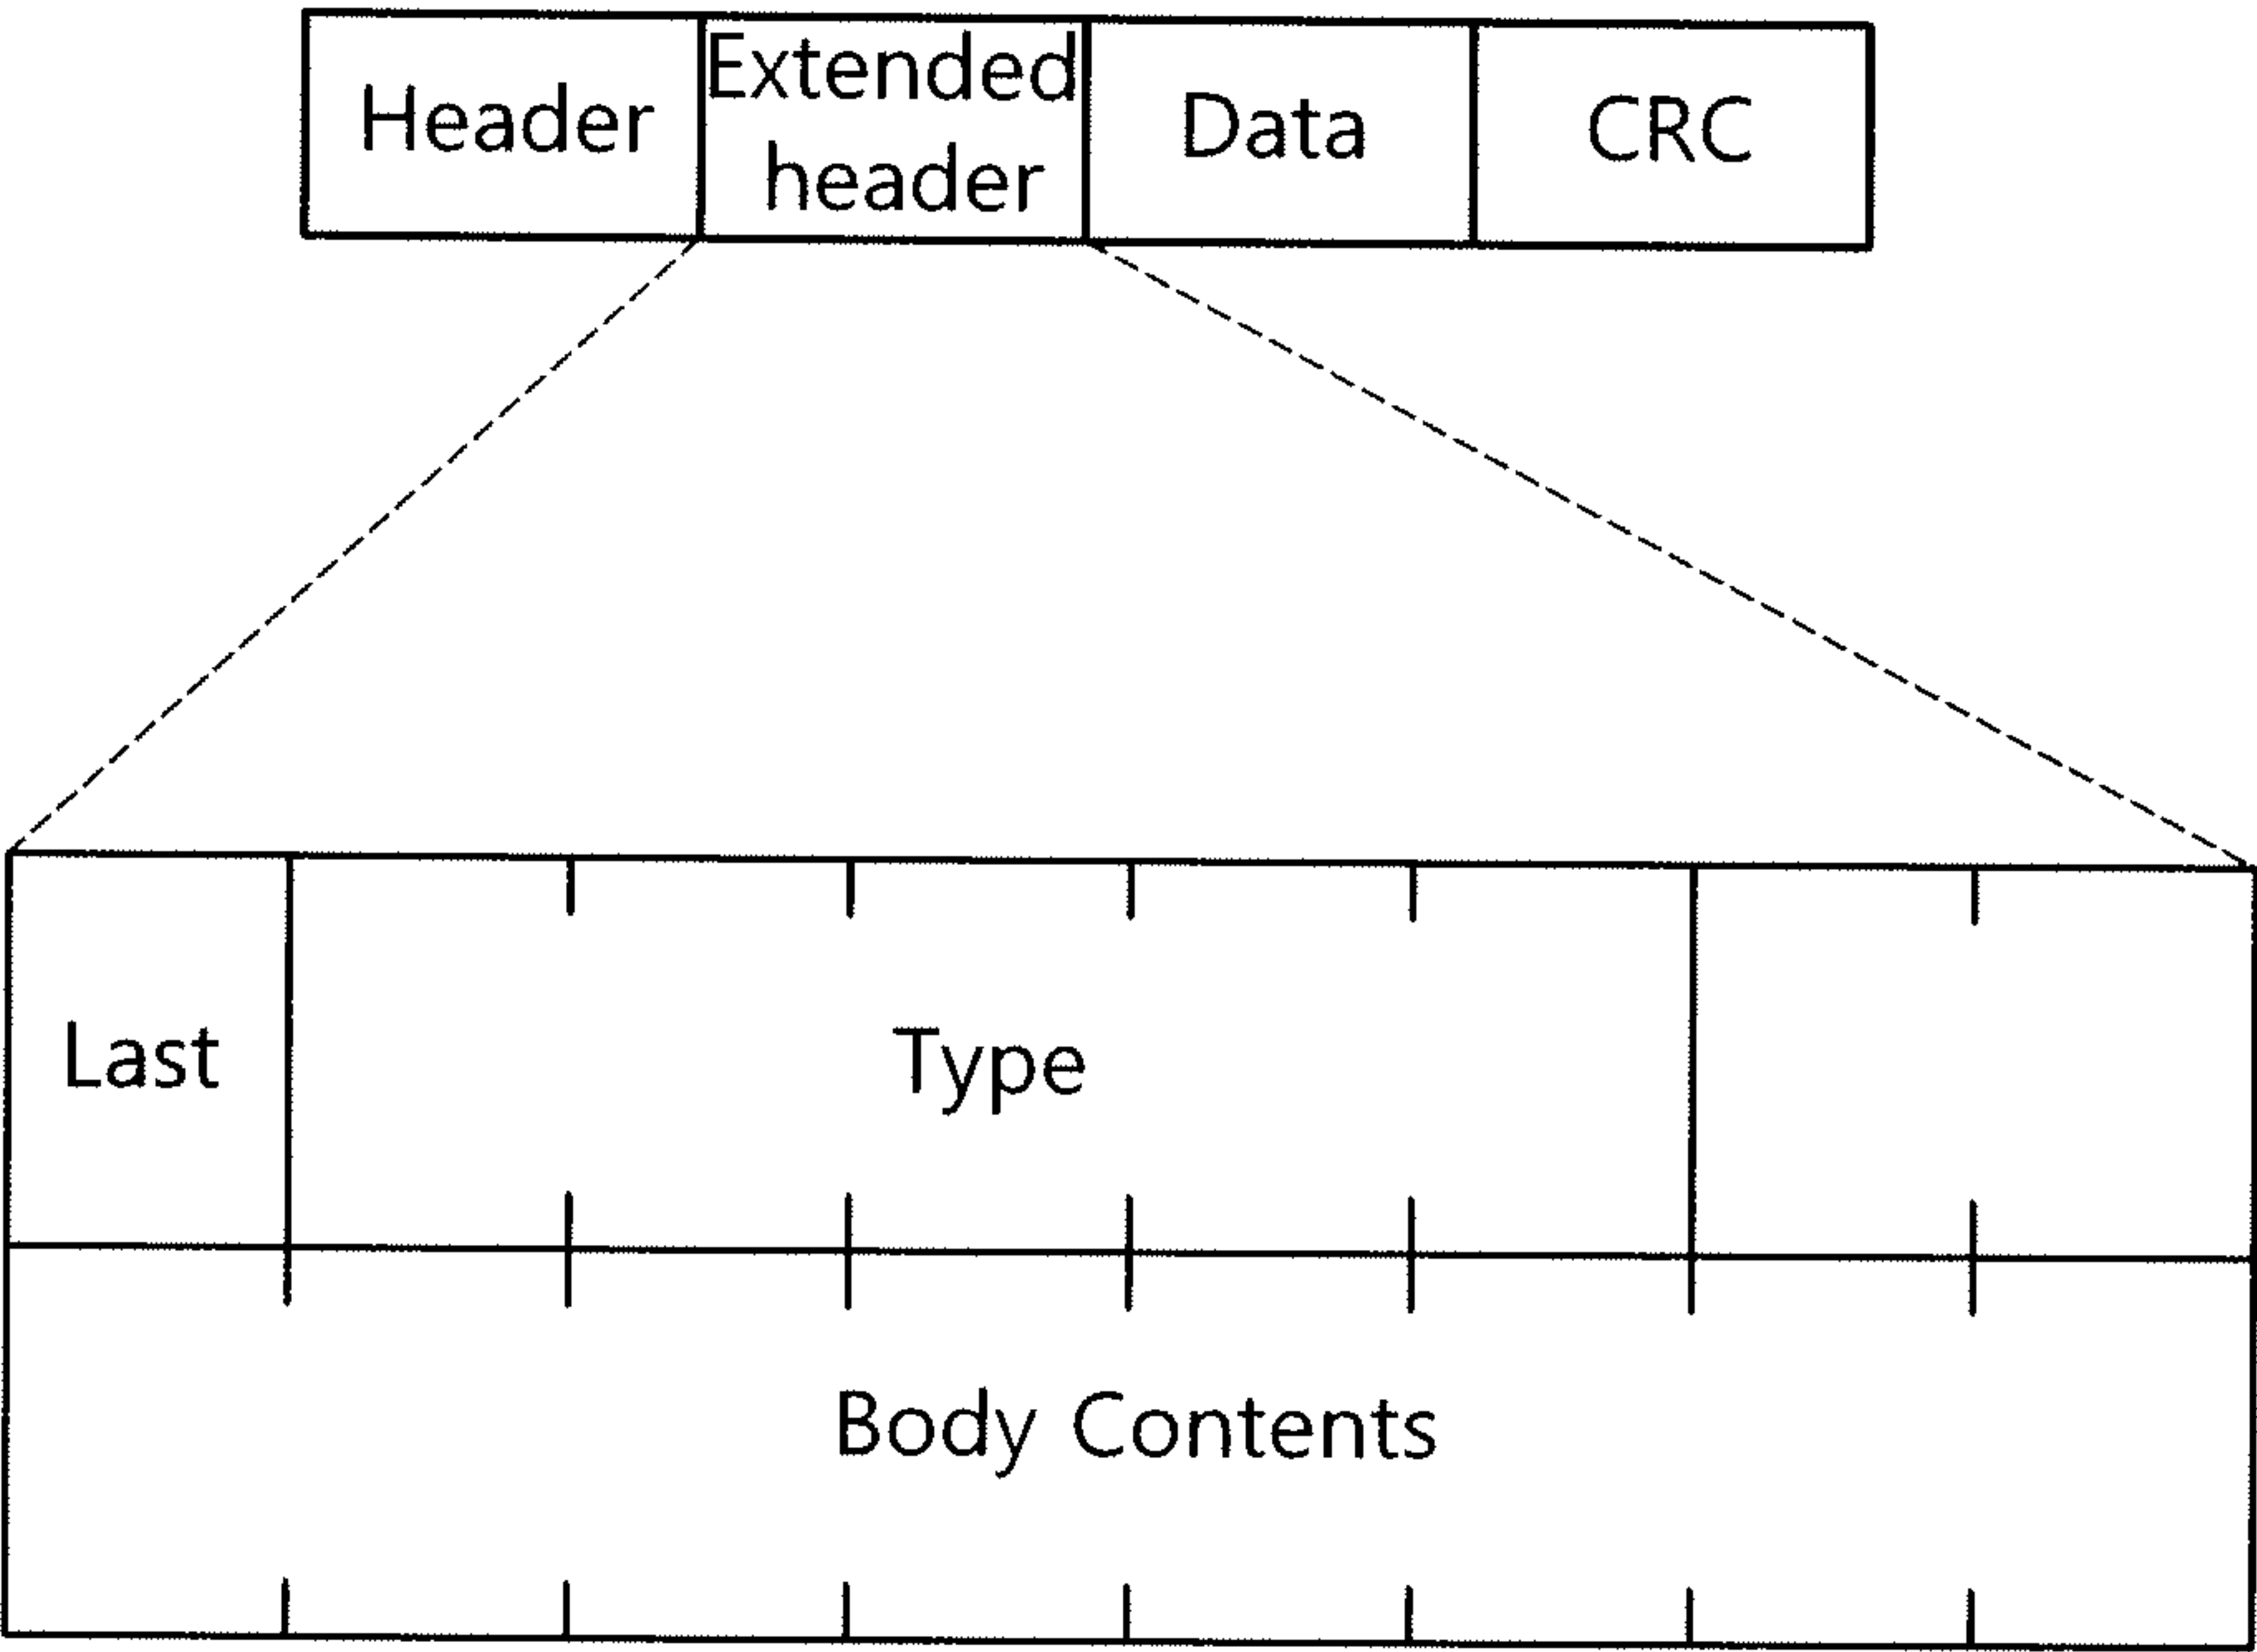 Header
Extended
header
Data
CRC
Last
Type
Body Contents